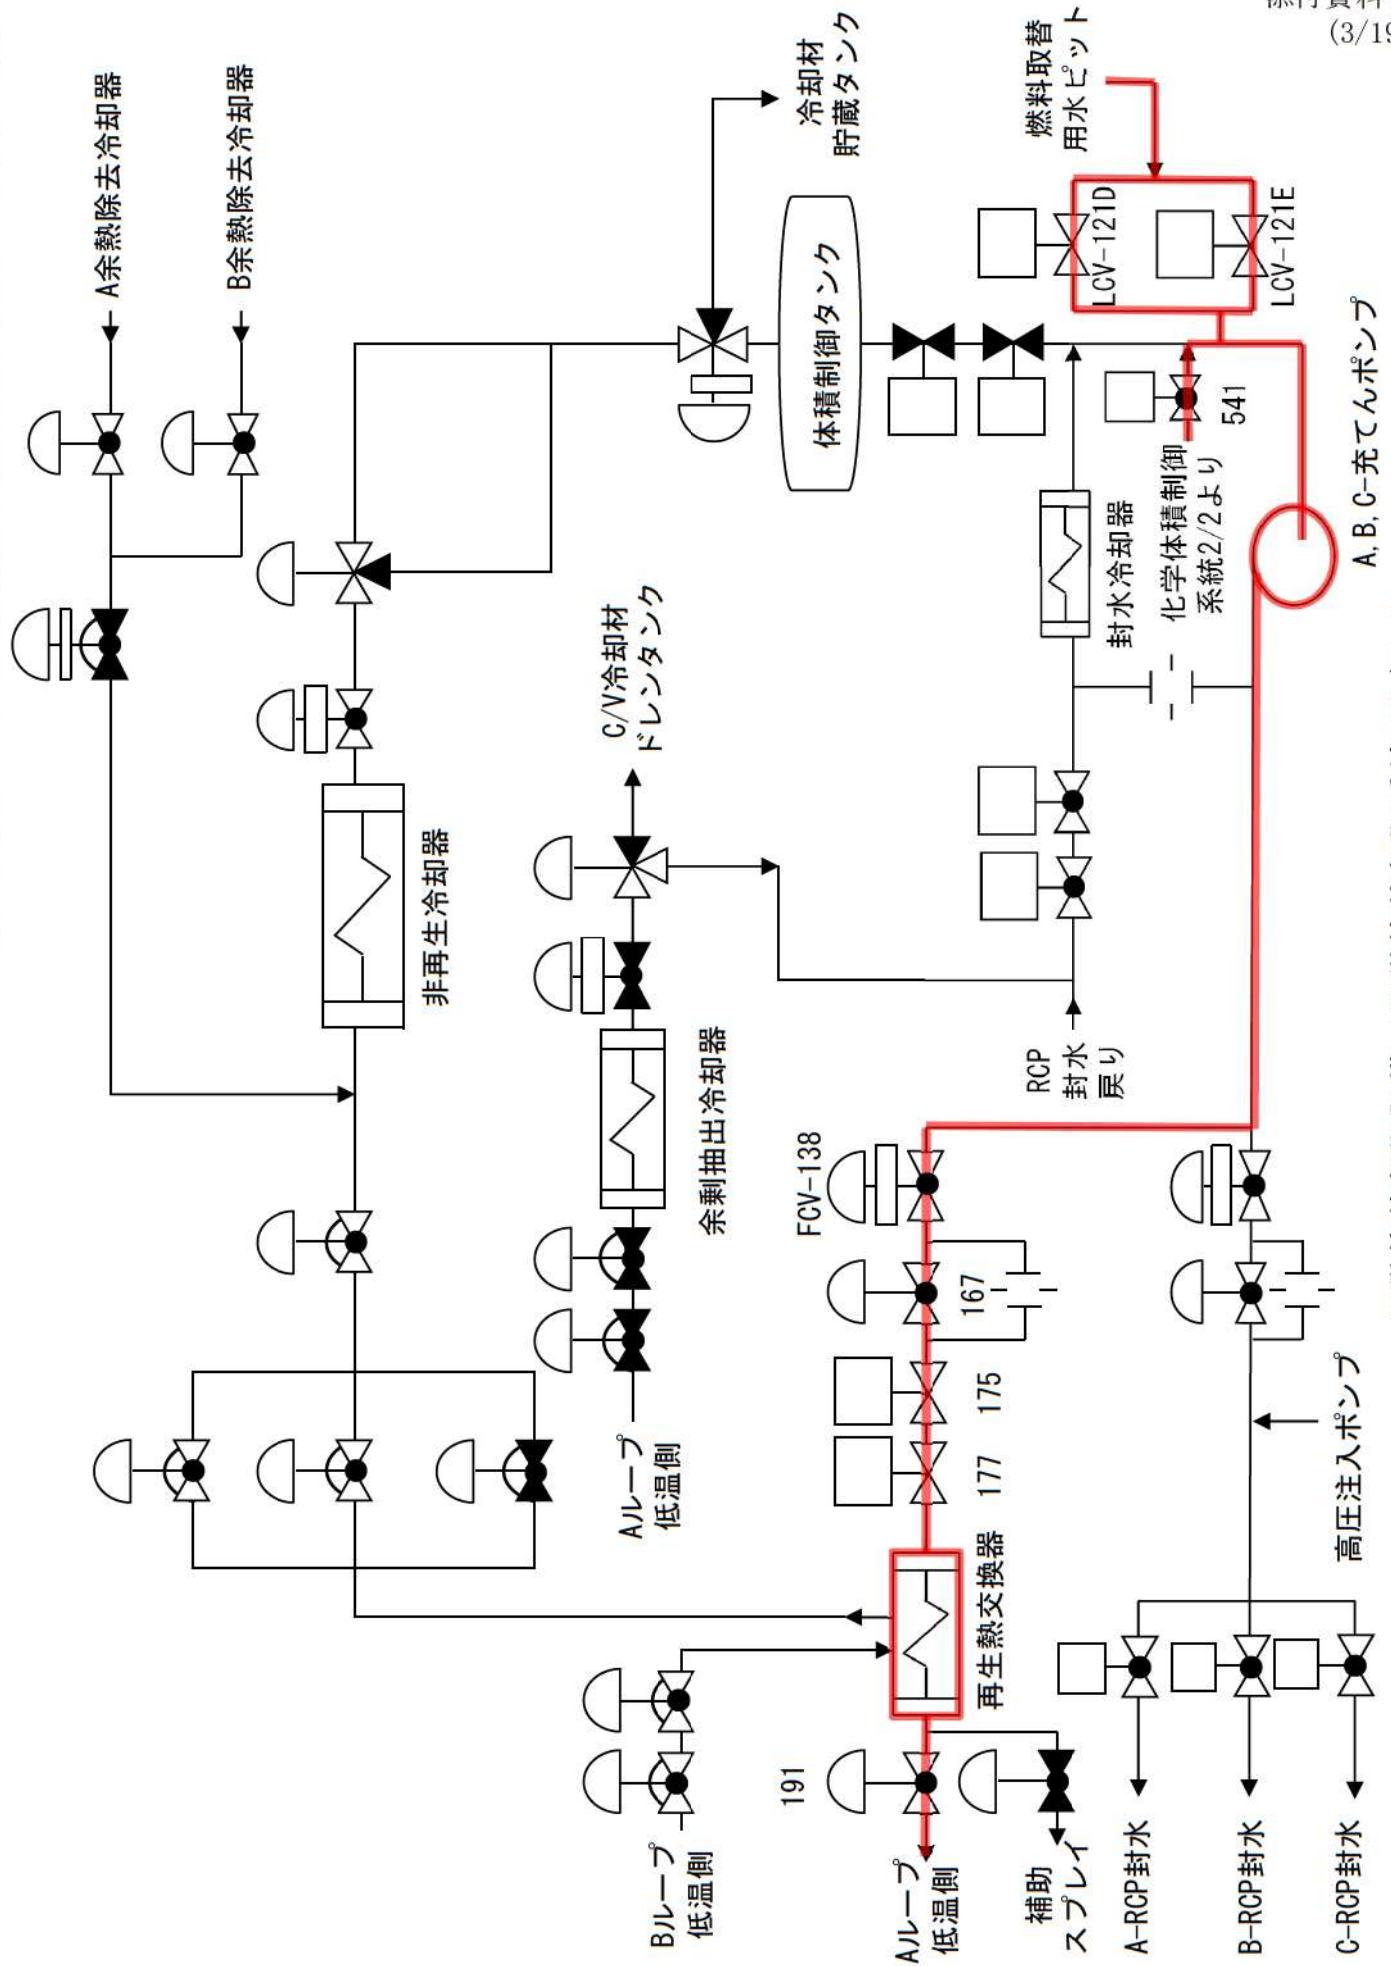 (3/19
A余熱除去冷却器
B余熱除去冷却器
冷却材
貯蔵タンク
燃料取替
用水ピット
体積制御タンク
LCV-121D
LCV-121E
541
化学体積制御
系統2/2より
封水冷却器
A,B,C-充てんポンプ
C/V冷却材
ドレンタンク
非再生冷却器
余剰抽出冷却器
RCP
封水
戻り
FCV-138
167
175
177
Aループ
低温側
再生熱交換器
高圧注入ポンプ
191
Bループ
低温側
Aループ
低温側
補助
スプレイ
A-RCP封水
B-RCP封水
C-RCP封水